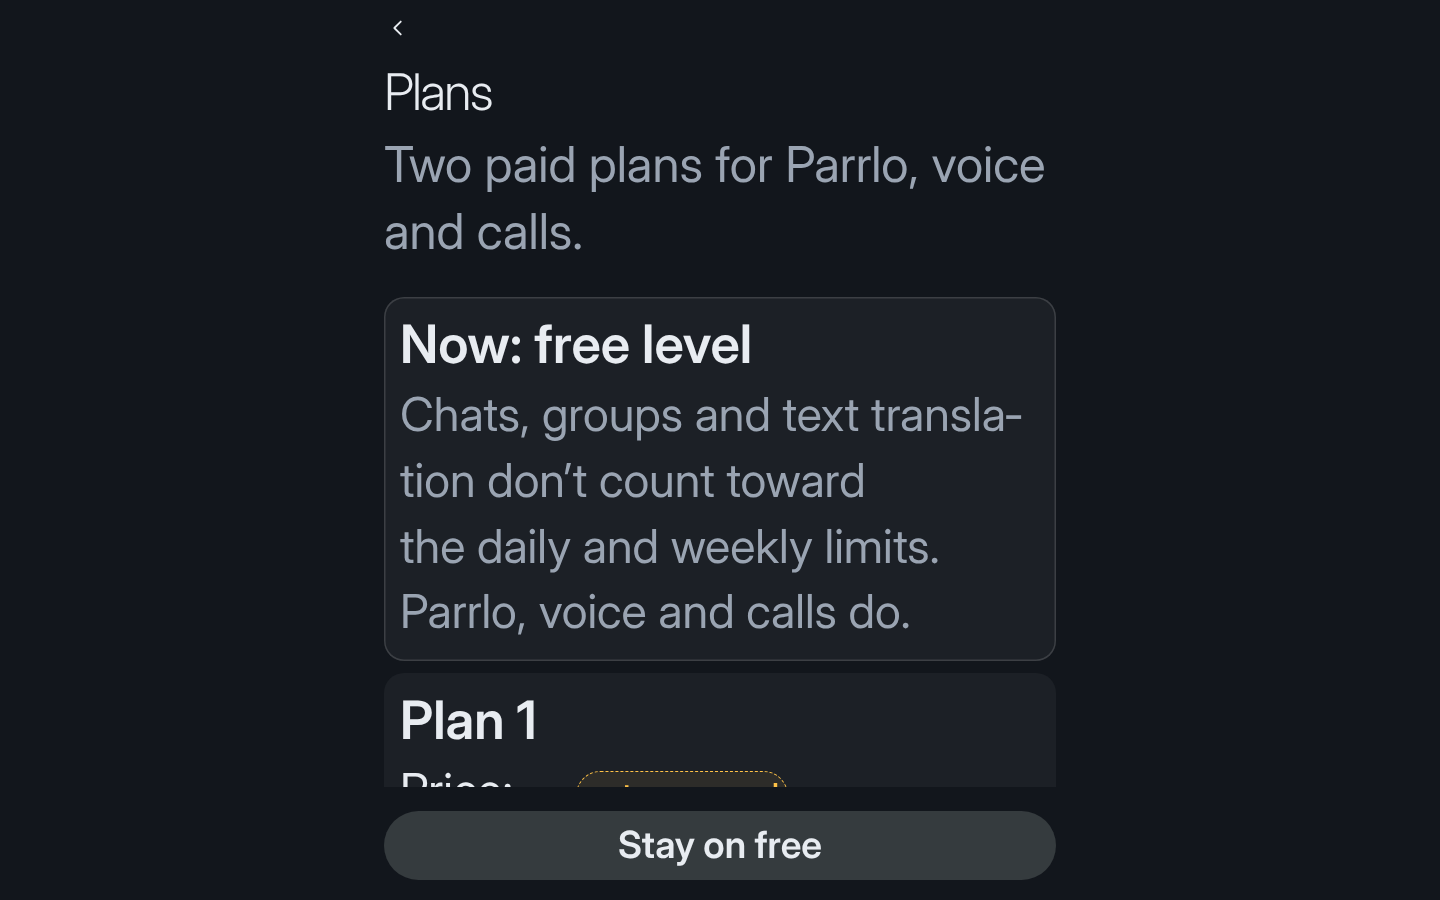 Plans
Two paid plans for Parrlo, voice
and calls.
Now: free level
Chats, groups and text transla-
tion don’t count toward
the daily and weekly limits.
Parrlo, voice and calls do.
Plan 1
Price:
Stay on free